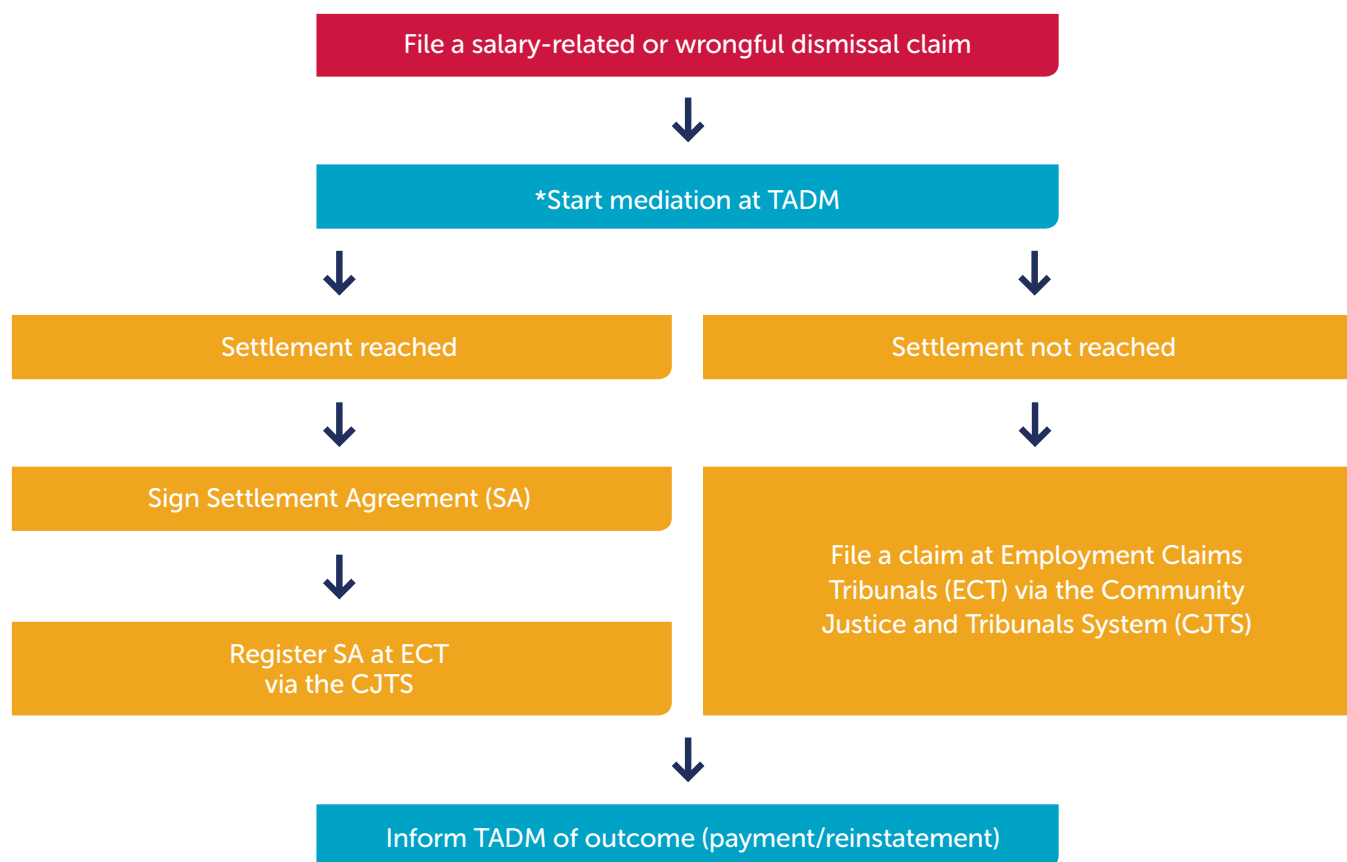 File a salary-related or wrongful dismissal claim
*Start mediation at TADM
Settlement reached
Settlement not reached
Sign Settlement Agreement (SA)
File a claim at Employment Claims
Tribunals (ECT) via the Community
Justice and Tribunals System (CJTS)
Register SA at ECT
via the CJTS
Inform TADM of outcome (payment/reinstatement)